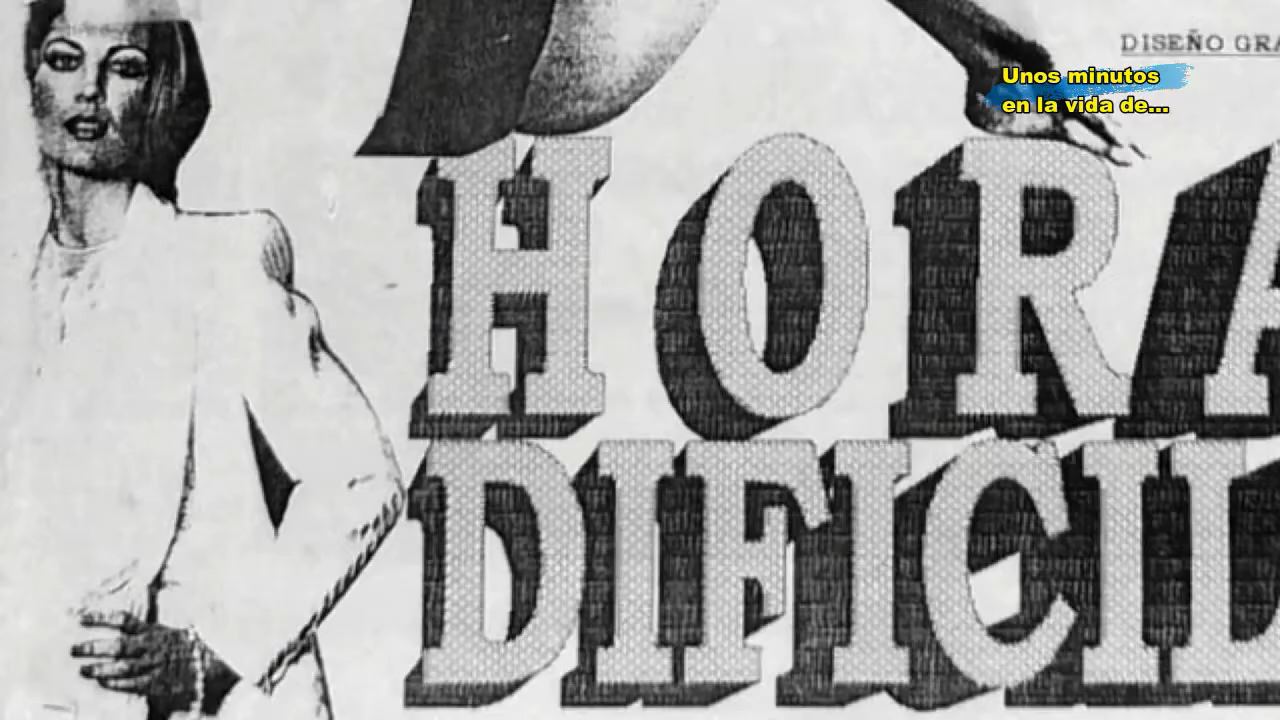 DISEÑO GRA
Unos minutos
en la vida de...
HORA
DIFICIL